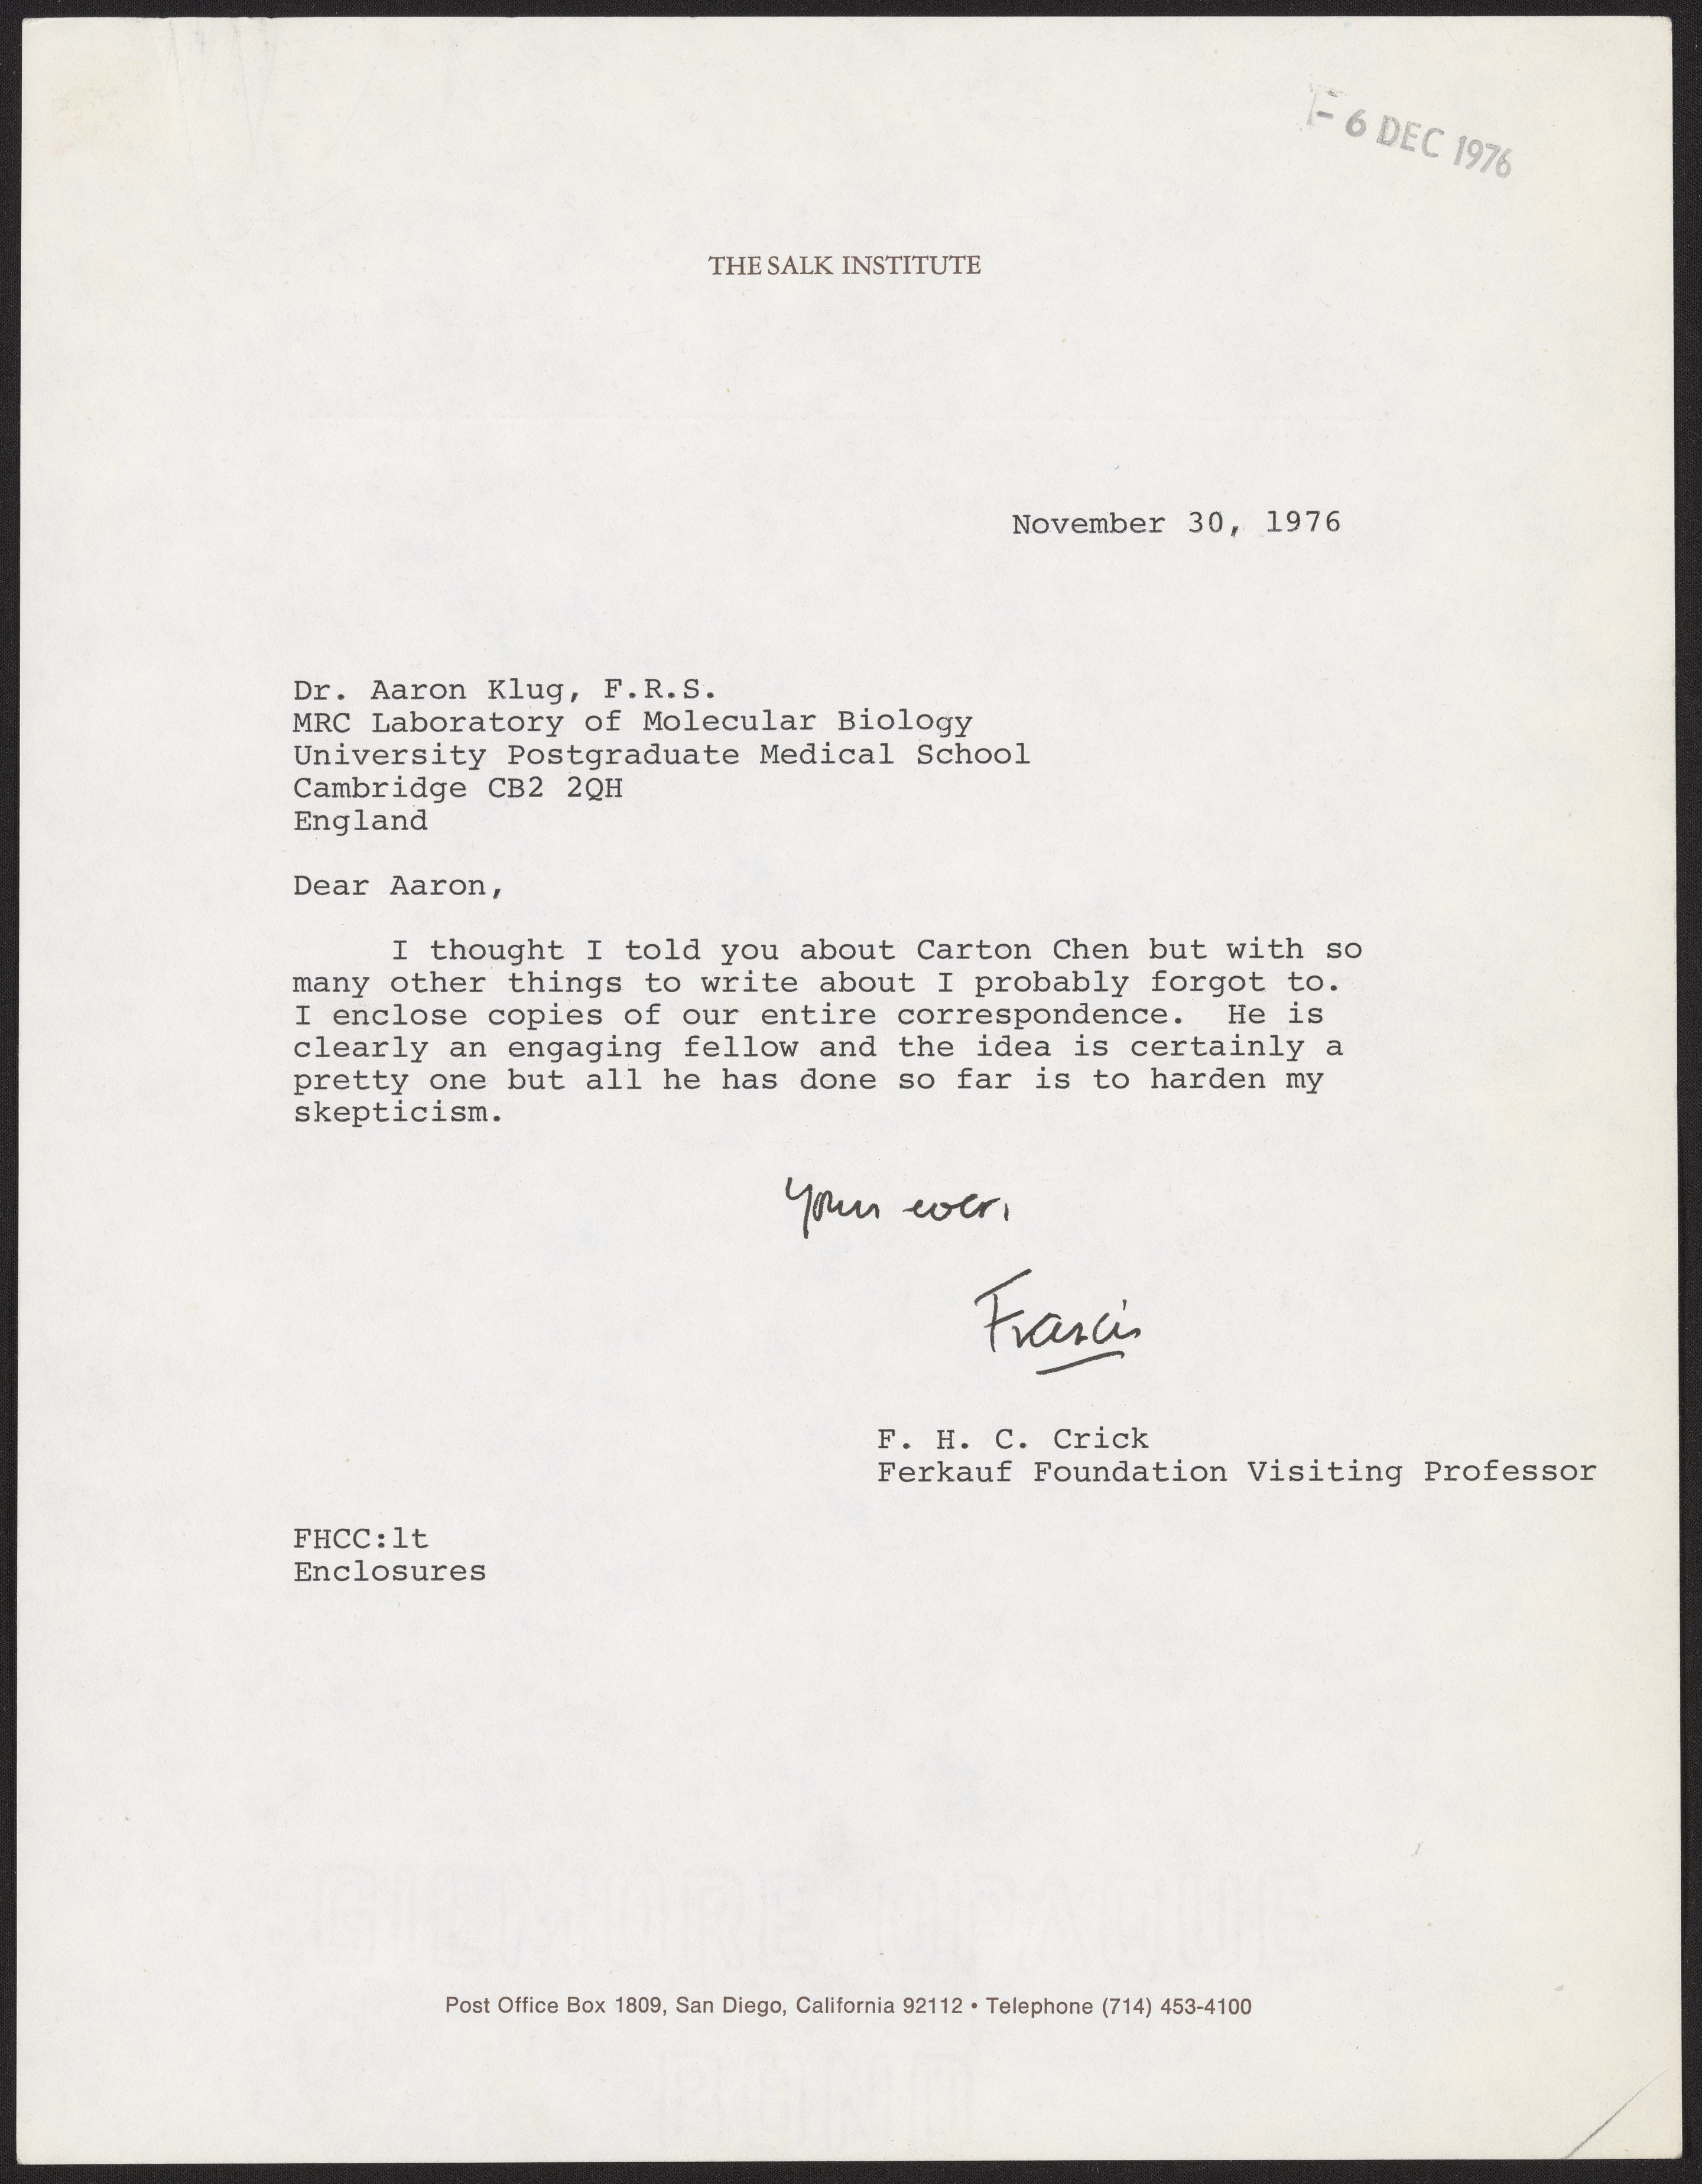 - 6 DEC 1976
THE SALK INSTITUTE
November 30, 1976
Dr. Aaron Klug, F.R.S.
MRC Laboratory of Molecular Biology
University Postgraduate Medical School
Cambridge CB2 2QH
England
Dear Aaron,
I thought I told you about Carton Chen but with so
many other things to write about I probably forgot to.
I enclose copies of our entire correspondence. He is
clearly an engaging fellow and the idea is certainly a
pretty one but all he has done so far is to harden my
skepticism.
Yours ever,
Francis
F. H. C. Crick
Ferkauf Foundation Visiting Professor
FHCC:lt
Enclosures
Post Office Box 1809, San Diego, California 92112 • Telephone (714) 453-4100